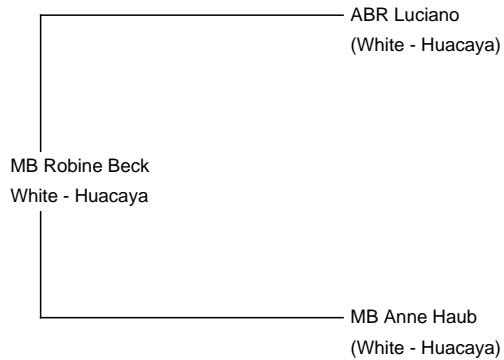 ABR Luciano
(White - Huacaya)
MB Robine Beck
White - Huacaya
MB Anne Haub
(White - Huacaya)